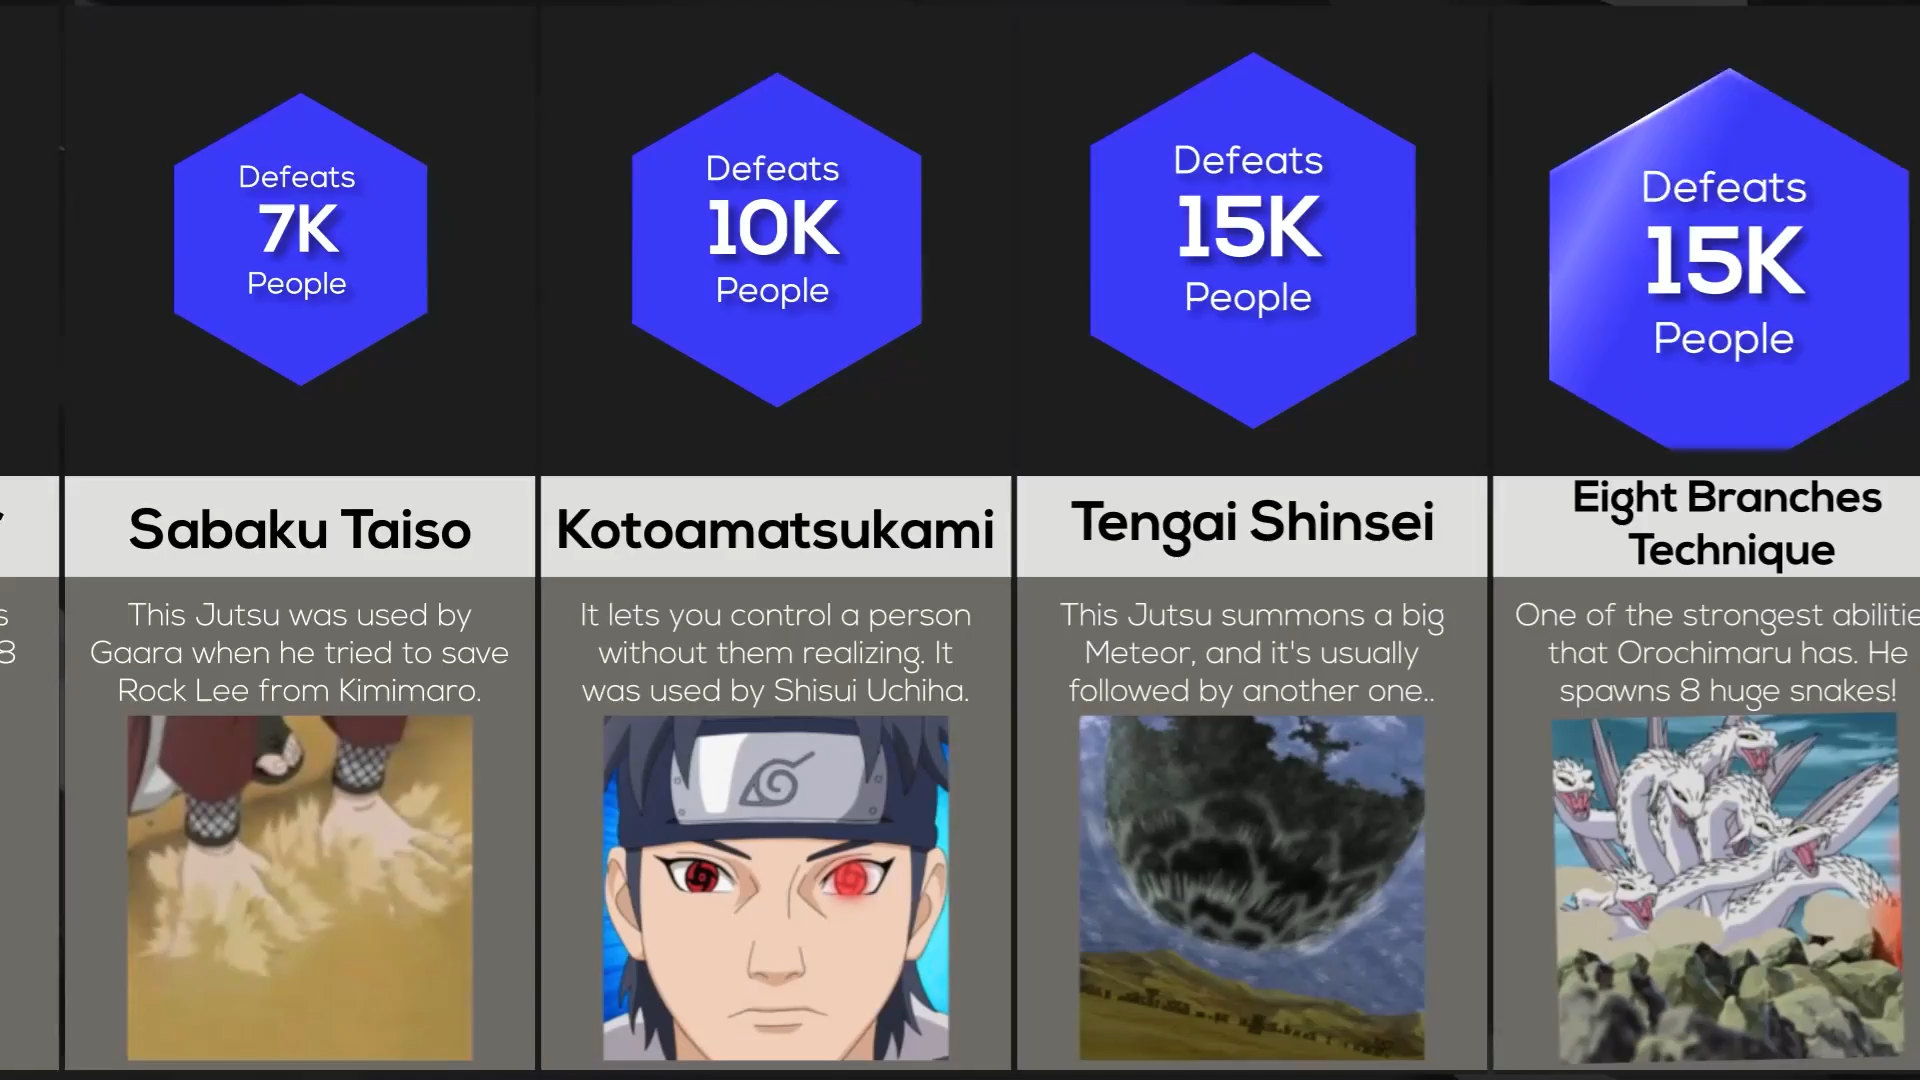 Defeats
7K
People
Sabaku Taiso
This Jutsu was used by
Gaara when he tried to save
Rock Lee from Kimimaro.
Defeats
10K
People
Kotoamatsukami
It lets you control a person
without them realizing. It
was used by Shisui Uchiha.
Defeats
15K
People
Tengai Shinsei
This Jutsu summons a big
Meteor, and it's usually
followed by another one..
Defeats
15K
People
Eight Branches
Technique
One of the strongest abilitie
that Orochimaru has. He
spawns 8 huge snakes!